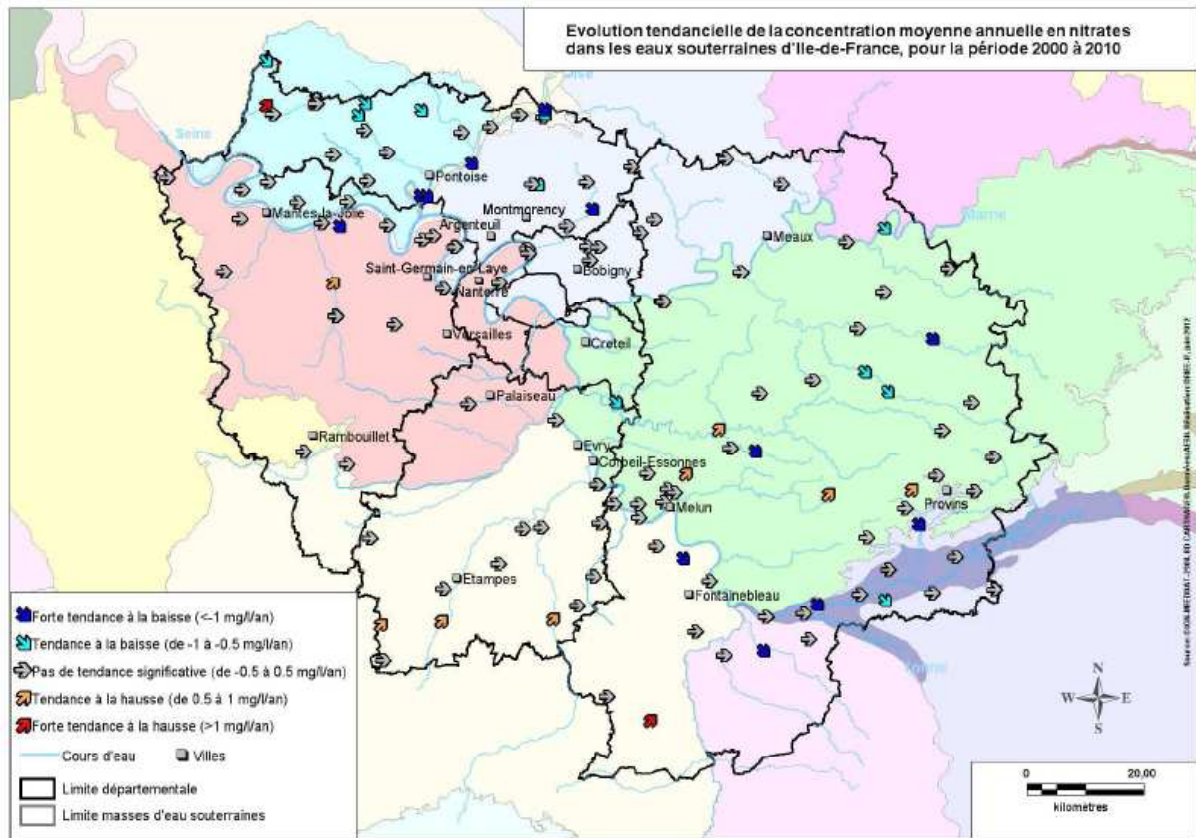 Evolution tendancielle de la concentration moyenne annuelle en nitrates
dans les eaux souterraines d'Ile-de-France, pour la période 2000 à 2010
Oise
Seine
Pontoise
Mantes-la-Jolie
Montmorency
Argenteuil
Marne
Meaux
Saint-Germain-en-Laye
Bobigny
Nanterre
Versailles
Creteil
Palaiseau
Rambouillet
Evry
Corbeil-Essonnes
Provins
Melun
Etampes
Fontainebleau
Forte tendance à la baisse (<-1 mg/l/an)
Tendance à la baisse (de -1 à -0.5 mg/l/an)
Pas de tendance significative (de -0.5 à 0.5 mg/l/an)
Tendance à la hausse (de 0.5 à 1 mg/l/an)
Forte tendance à la hausse (>1 mg/l/an)
Cours d'eau
Villes
Limite départementale
Limite masses d'eau souterraines
N
W E
S
0 20,00
kilomètres